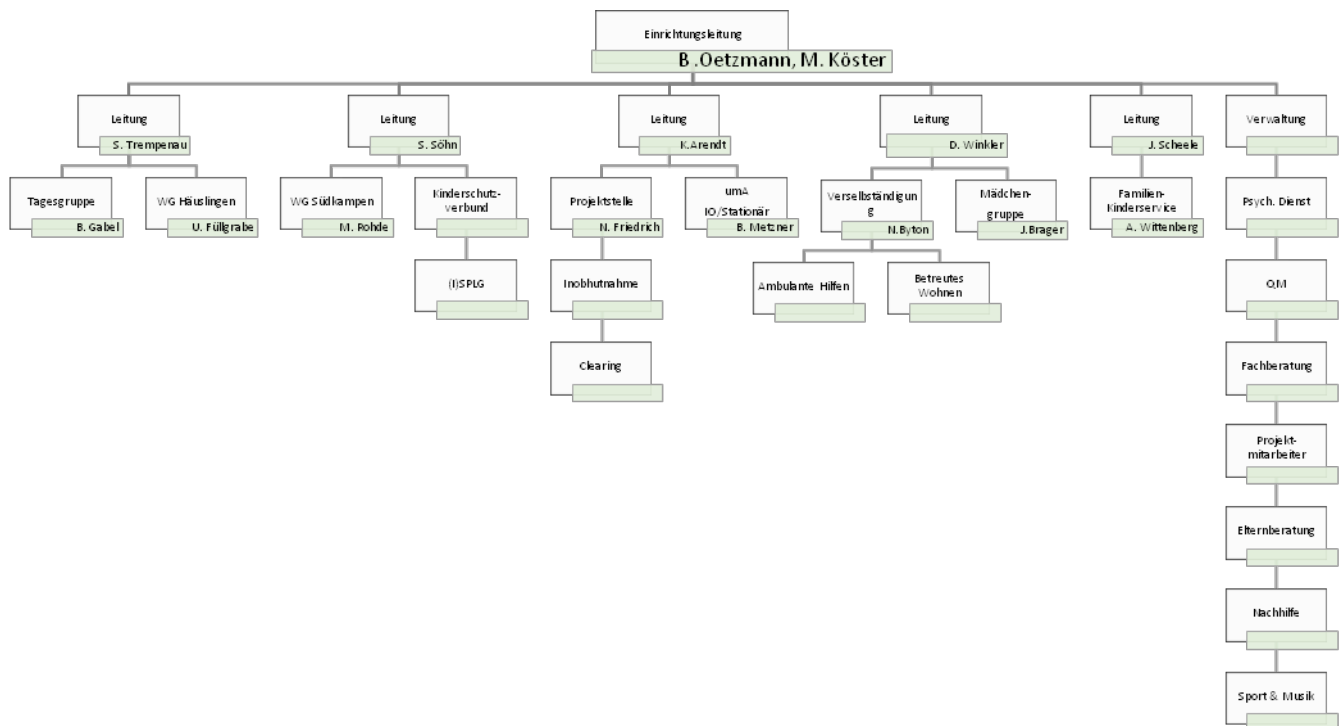 Einrichtungsleitung
B .Oetzmann, M. Köster
Leitung
S. Trempenau
Leitung
S. Söhn
Leitung
K.Arendt
Leitung
D. Winkler
Leitung
J. Scheele
Verwaltung
Tagesgruppe
B. Gabel
WG Häuslingen
U. Füllgrabe
WG Südkampen
M. Rohde
Kinderschutz-
verbund
Projektstelle
N. Friedrich
umA
IO/Stationär
B. Metzner
Verselbständigun
g
N.Byton
Mädchen-
gruppe
J.Brager
Familien-
Kinderservice
A. Wittenberg
Psych. Dienst
(I)SPLG
Inobhutnahme
Ambulante Hilfen
Betreutes
Wohnen
QM
Clearing
Fachberatung
Projekt-
mitarbeiter
Elternberatung
Nachhilfe
Sport & Musik